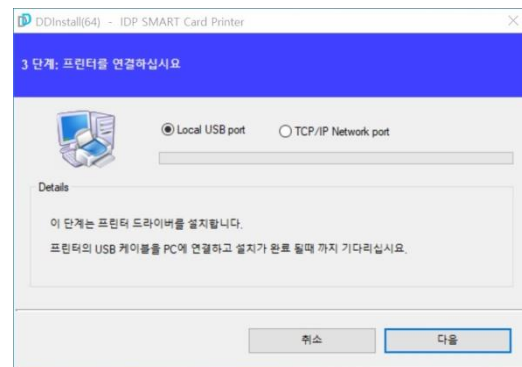 DDInstall(64) - IDP SMART Card Printer
3 단계: 프린터를 연결하십시요
Local USB port
TCP/IP Network port
Details
이 단계는 프린터 드라이버를 설치합니다.
프린터의 USB 케이블을 PC에 연결하고 설치가 완료 될때 까지 기다리십시요.
취소
다음